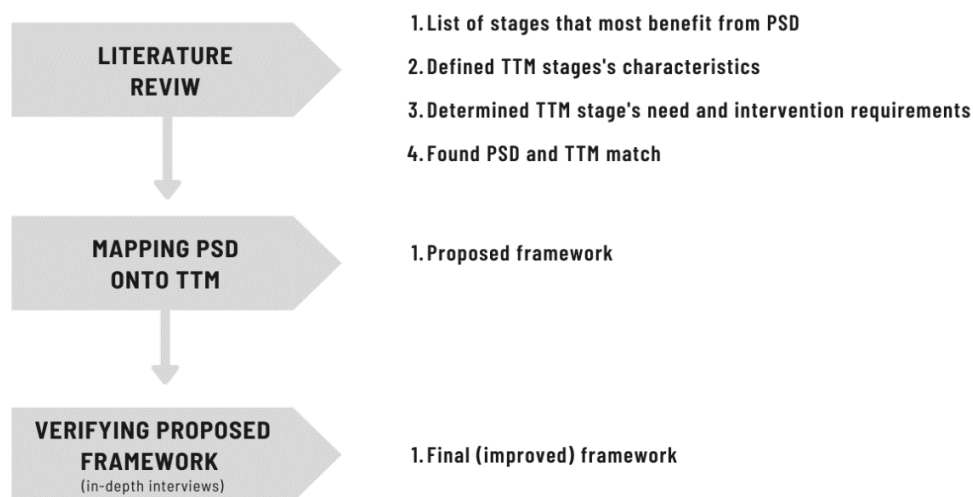 LITERATURE
REVIW
1. List of stages that most benefit from PSD
2. Defined TTM stages's characteristics
3. Determined TTM stage's need and intervention requirements
4. Found PSD and TTM match
MAPPING PSD
ONTO TTM
1. Proposed framework
VERIFYING PROPOSED
FRAMEWORK
(in-depth interviews)
1. Final (improved) framework